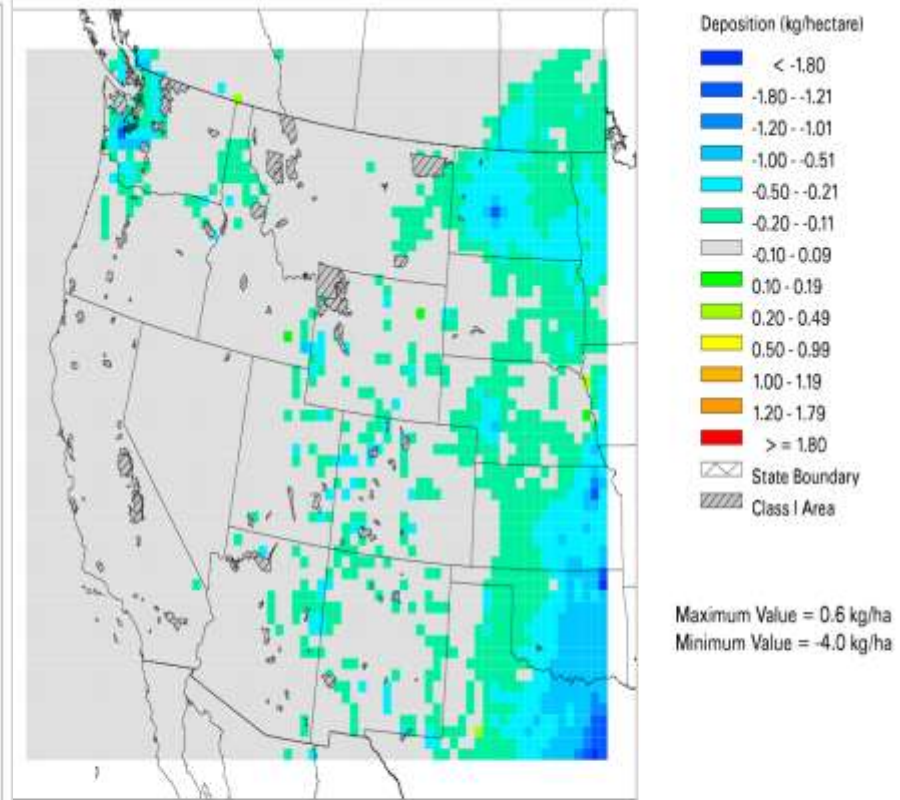 Deposition (kg/hectare)
< -1.80
-1.80 - -1.21
-1.20 - -1.01
-1.00 - -0.51
-0.50 - -0.21
-0.20 - -0.11
-0.10 - 0.09
0.10 - 0.19
0.20 - 0.49
0.50 - 0.99
1.00 - 1.19
1.20 - 1.79
> = 1.80
State Boundary
Class I Area
Maximum Value = 0.6 kg/ha
Minimum Value = -4.0 kg/ha